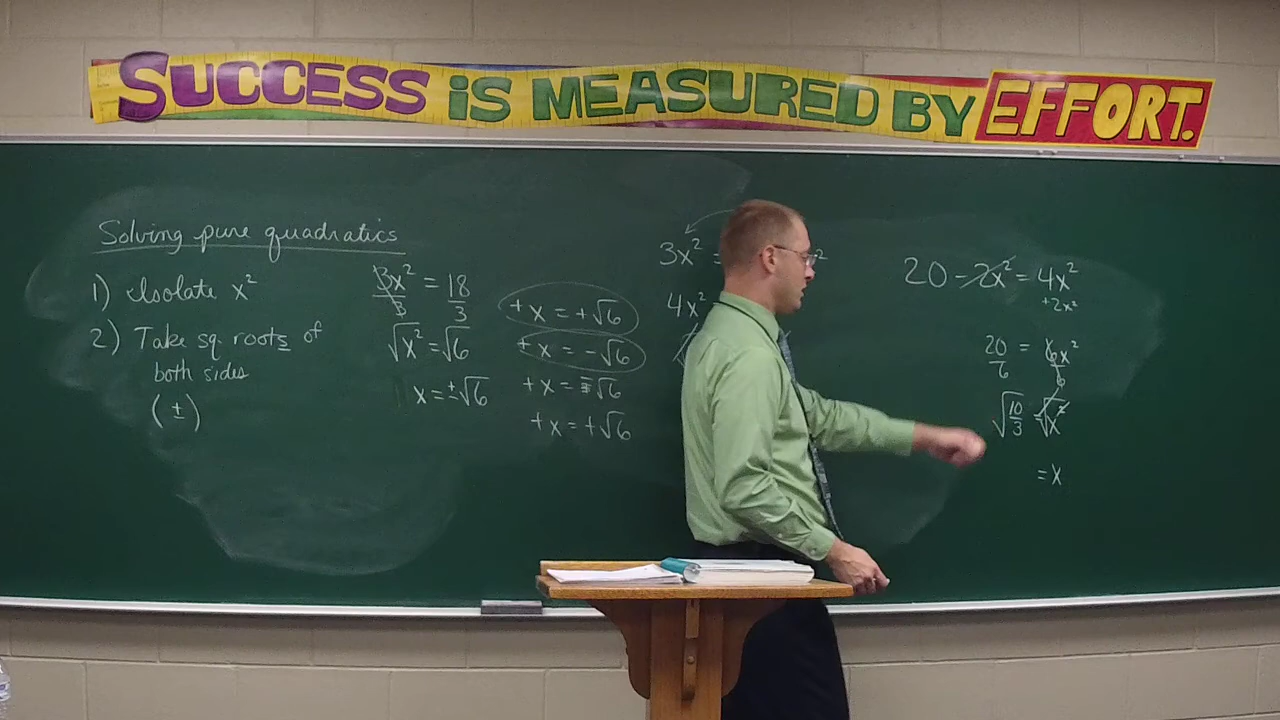 SUCCESS IS MEASURED BY EFFORT.
Solving pure quadratics
1) Isolate x²
2) Take sq. roots of
both sides
(±)
3x² = 18
3 3
√x² = √6
x = ±√6
+x = +√6
+x = -√6
+x = √6
+x = +√6
3x² =
4x²
20 - 2x² = 4x²
+2x²
20 = 6x²
6 6
√10/3 = √x²
= x